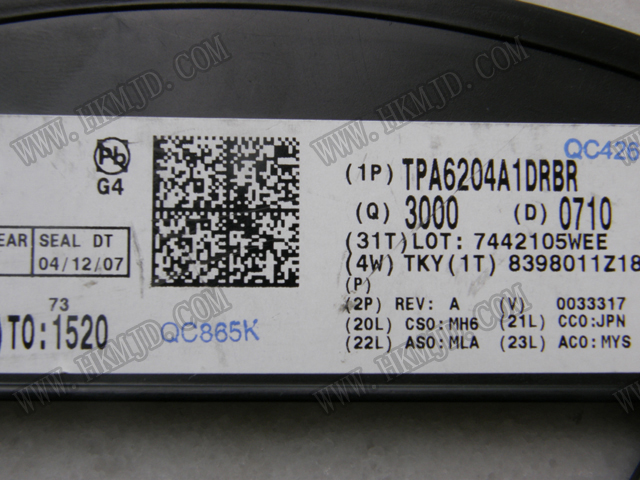 WWW.HKMJD.COM
QC426
Pb
G4
(1P) TPA6204A1DRBR
(Q) 3000 (D) 0710
(31T)LOT: 7442105WEE
(4W) TKY(1T) 8398011Z18
(P)
(2P) REV: A (V) 0033317
(20L) CSO:MH6 (21L) CCO:JPN
(22L) ASO:MLA (23L) ACO:MYS
EAR SEAL DT
04/12/07
73
)TO:1520
QC865K